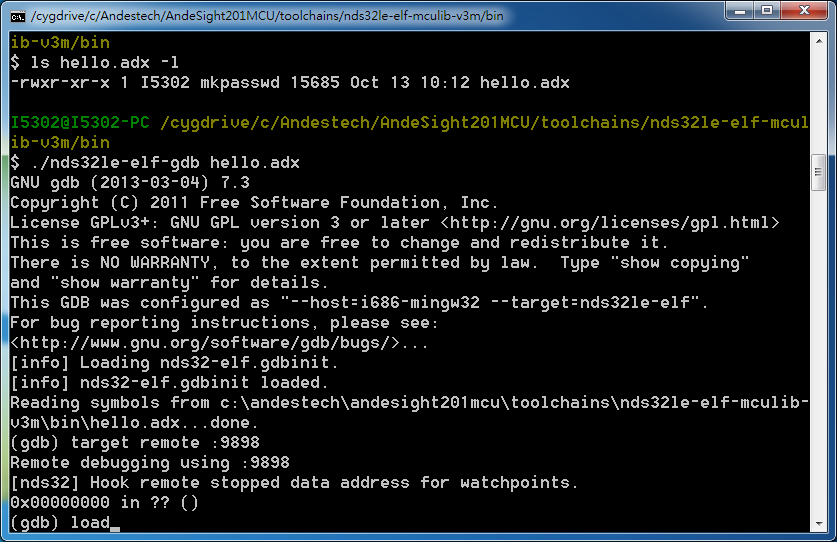 /cygdrive/c/Andestech/AndeSight201MCU/toolchains/nds32le-elf-mculib-v3m/bin
ib-v3m/bin
$ ls hello.adx -l
-rwxr-xr-x 1 I5302 mkpasswd 15685 Oct 13 10:12 hello.adx
I5302@I5302-PC /cygdrive/c/Andestech/AndeSight201MCU/toolchains/nds32le-elf-mcul
ib-v3m/bin
$ ./nds32le-elf-gdb hello.adx
GNU gdb (2013-03-04) 7.3
Copyright (C) 2011 Free Software Foundation, Inc.
License GPLv3+: GNU GPL version 3 or later <http://gnu.org/licenses/gpl.html>
This is free software: you are free to change and redistribute it.
There is NO WARRANTY, to the extent permitted by law.  Type "show copying"
and "show warranty" for details.
This GDB was configured as "--host=i686-mingw32 --target=nds32le-elf".
For bug reporting instructions, please see:
<http://www.gnu.org/software/gdb/bugs/>...
[info] Loading nds32-elf.gdbinit.
[info] nds32-elf.gdbinit loaded.
Reading symbols from c:\andestech\andesight201mcu\toolchains\nds32le-elf-mculib-
v3m\bin\hello.adx...done.
(gdb) target remote :9898
Remote debugging using :9898
[nds32] Hook remote stopped data address for watchpoints.
0x00000000 in ?? ()
(gdb) load